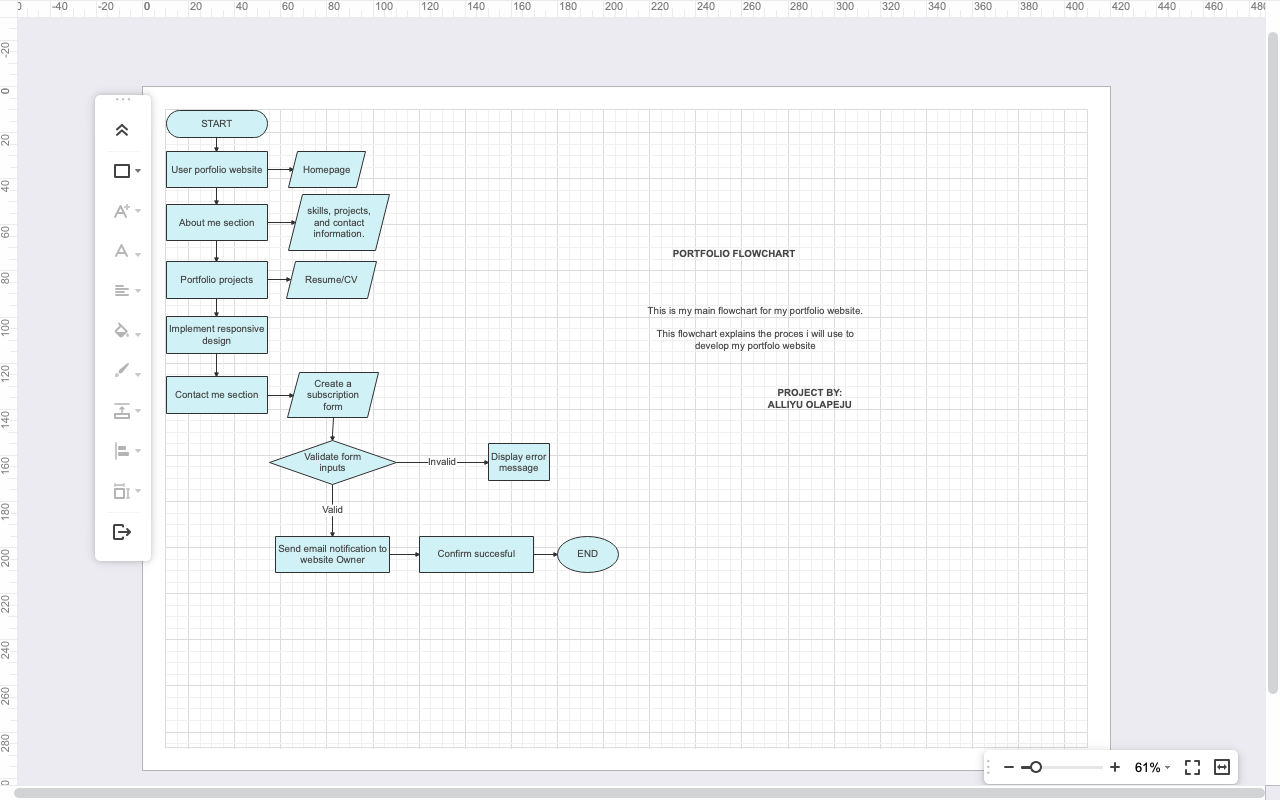 0 -40 -20 0 20 40 60 80 100 120 140 160 180 200 220 240 260 280 300 320 340 360 380 400 420 440 460 480
-20
0
20
40
60
80
100
120
140
160
180
200
220
240
260
280
START
User porfolio website
Homepage
About me section
skills, projects,
and contact
information.
Portfolio projects
Resume/CV
Implement responsive
design
Contact me section
Create a
subscription
form
Validate form
inputs
Invalid
Display error
message
Valid
Send email notification to
website Owner
Confirm succesful
END
PORTFOLIO FLOWCHART
This is my main flowchart for my portfolio website.
This flowchart explains the proces i will use to
develop my portfolo website
PROJECT BY:
ALLIYU OLAPEJU
61%